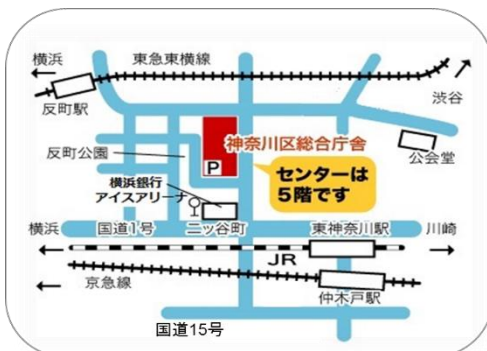 横浜
東急東横線
渋谷
反町駅
神奈川区総合庁舎
公会堂
反町公園
P
センターは
5階です
横浜銀行
アイスアリーナ
横浜
国道1号
二ッ谷町
東神奈川駅
川崎
JR
京急線
仲木戸駅
国道15号